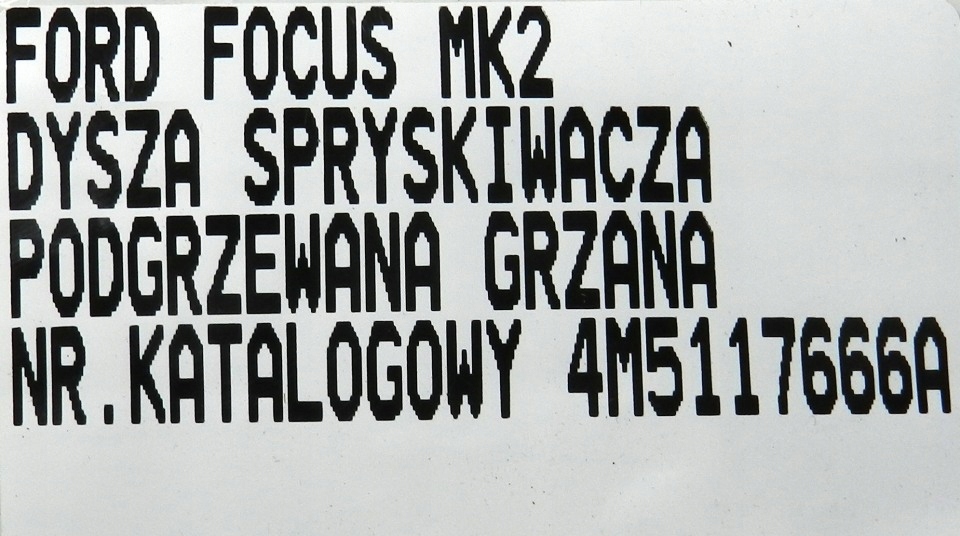 FORD FOCUS MK2
DYSZA SPRYSKIWACZA
PODGRZEWANA GRZANA
NR.KATALOGOWY 4M5117666A